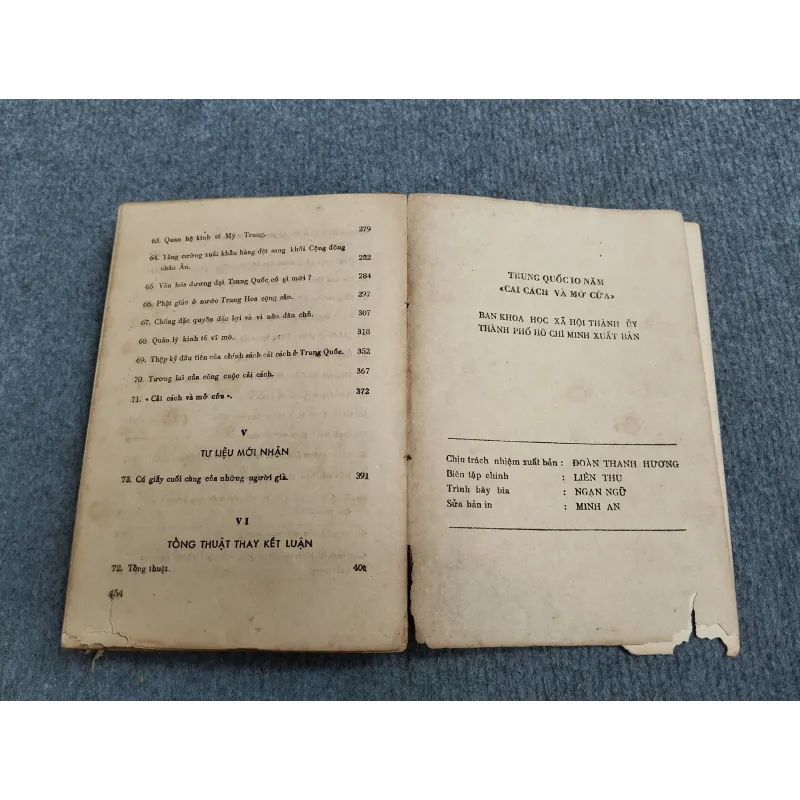 63. Quan hệ kinh tế Mỹ - Trung. 279
64. Tăng cường xuất khẩu hàng dệt sang khối Cộng đồng
châu Âu. 282
65. Văn hóa đương đại Trung Quốc có gì mới ? 284
66. Phật giáo ở nước Trung Hoa cộng sản. 297
67. Chống đặc quyền đặc lợi và vì nền dân chủ. 307
68. Quản lý kinh tế vĩ mô. 318
69. Thập kỷ đầu tiên của chính sách cải cách ở Trung Quốc. 352
70. Tương lai của công cuộc cải cách. 367
71. « Cải cách và mở cửa ». 372
V
TƯ LIỆU MỚI NHẬN
73. Cú giẫy cuối cùng của những người già. 391
VI
TỔNG THUẬT THAY KẾT LUẬN
72. Tổng thuật. 401
454
TRUNG QUỐC 10 NĂM
«CẢI CÁCH VÀ MỞ CỬA»
BAN KHOA HỌC XÃ HỘI THÀNH ỦY
THÀNH PHỐ HỒ CHÍ MINH XUẤT BẢN
Chịu trách nhiệm xuất bản : ĐOÀN THANH HƯƠNG
Biên tập chính : LIÊN THU
Trình bày bìa : NGẠN NGỮ
Sửa bản in : MINH AN